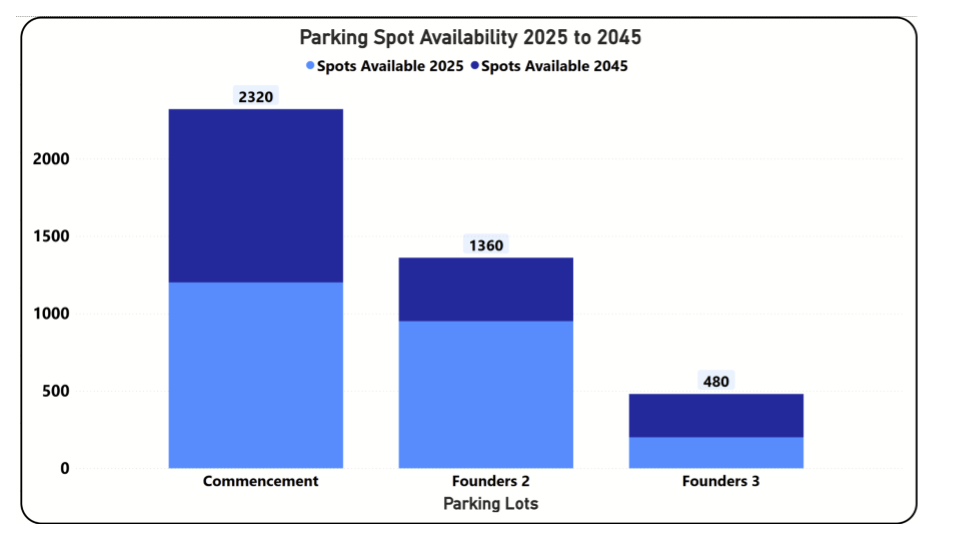 Parking Spot Availability 2025 to 2045
Spots Available 2025 Spots Available 2045
2320
2000
1500
1360
1000
500
480
0
Commencement Founders 2 Founders 3
Parking Lots